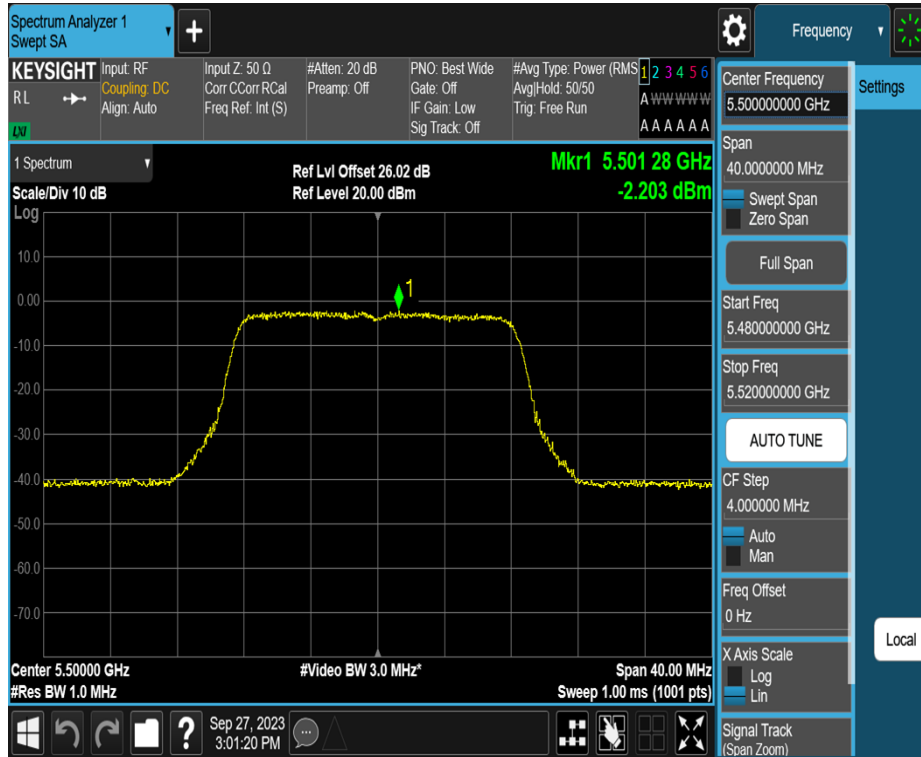 Spectrum Analyzer 1
Swept SA
+
Frequency
KEYSIGHT
RL
LXI
Input: RF
Coupling: DC
Align: Auto
Input Z: 50 Ω
Corr CCorr RCal
Freq Ref: Int (S)
#Atten: 20 dB
Preamp: Off
PNO: Best Wide
Gate: Off
IF Gain: Low
Sig Track: Off
#Avg Type: Power (RMS
Avg|Hold: 50/50
Trig: Free Run
1 2 3 4 5 6
A W W W W W
A A A A A A
1 Spectrum
Scale/Div 10 dB
Log
Ref Lvl Offset 26.02 dB
Ref Level 20.00 dBm
Mkr1 5.501 28 GHz
-2.203 dBm
10.0
0.00
-10.0
-20.0
-30.0
-40.0
-50.0
-60.0
-70.0
1
Center 5.50000 GHz
#Res BW 1.0 MHz
#Video BW 3.0 MHz*
Span 40.00 MHz
Sweep 1.00 ms (1001 pts)
?
Sep 27, 2023
3:01:20 PM
Center Frequency
5.500000000 GHz
Span
40.0000000 MHz
Swept Span
Zero Span
Full Span
Start Freq
5.480000000 GHz
Stop Freq
5.520000000 GHz
AUTO TUNE
CF Step
4.000000 MHz
Auto
Man
Freq Offset
0 Hz
X Axis Scale
Log
Lin
Signal Track
(Span Zoom)
Settings
Local